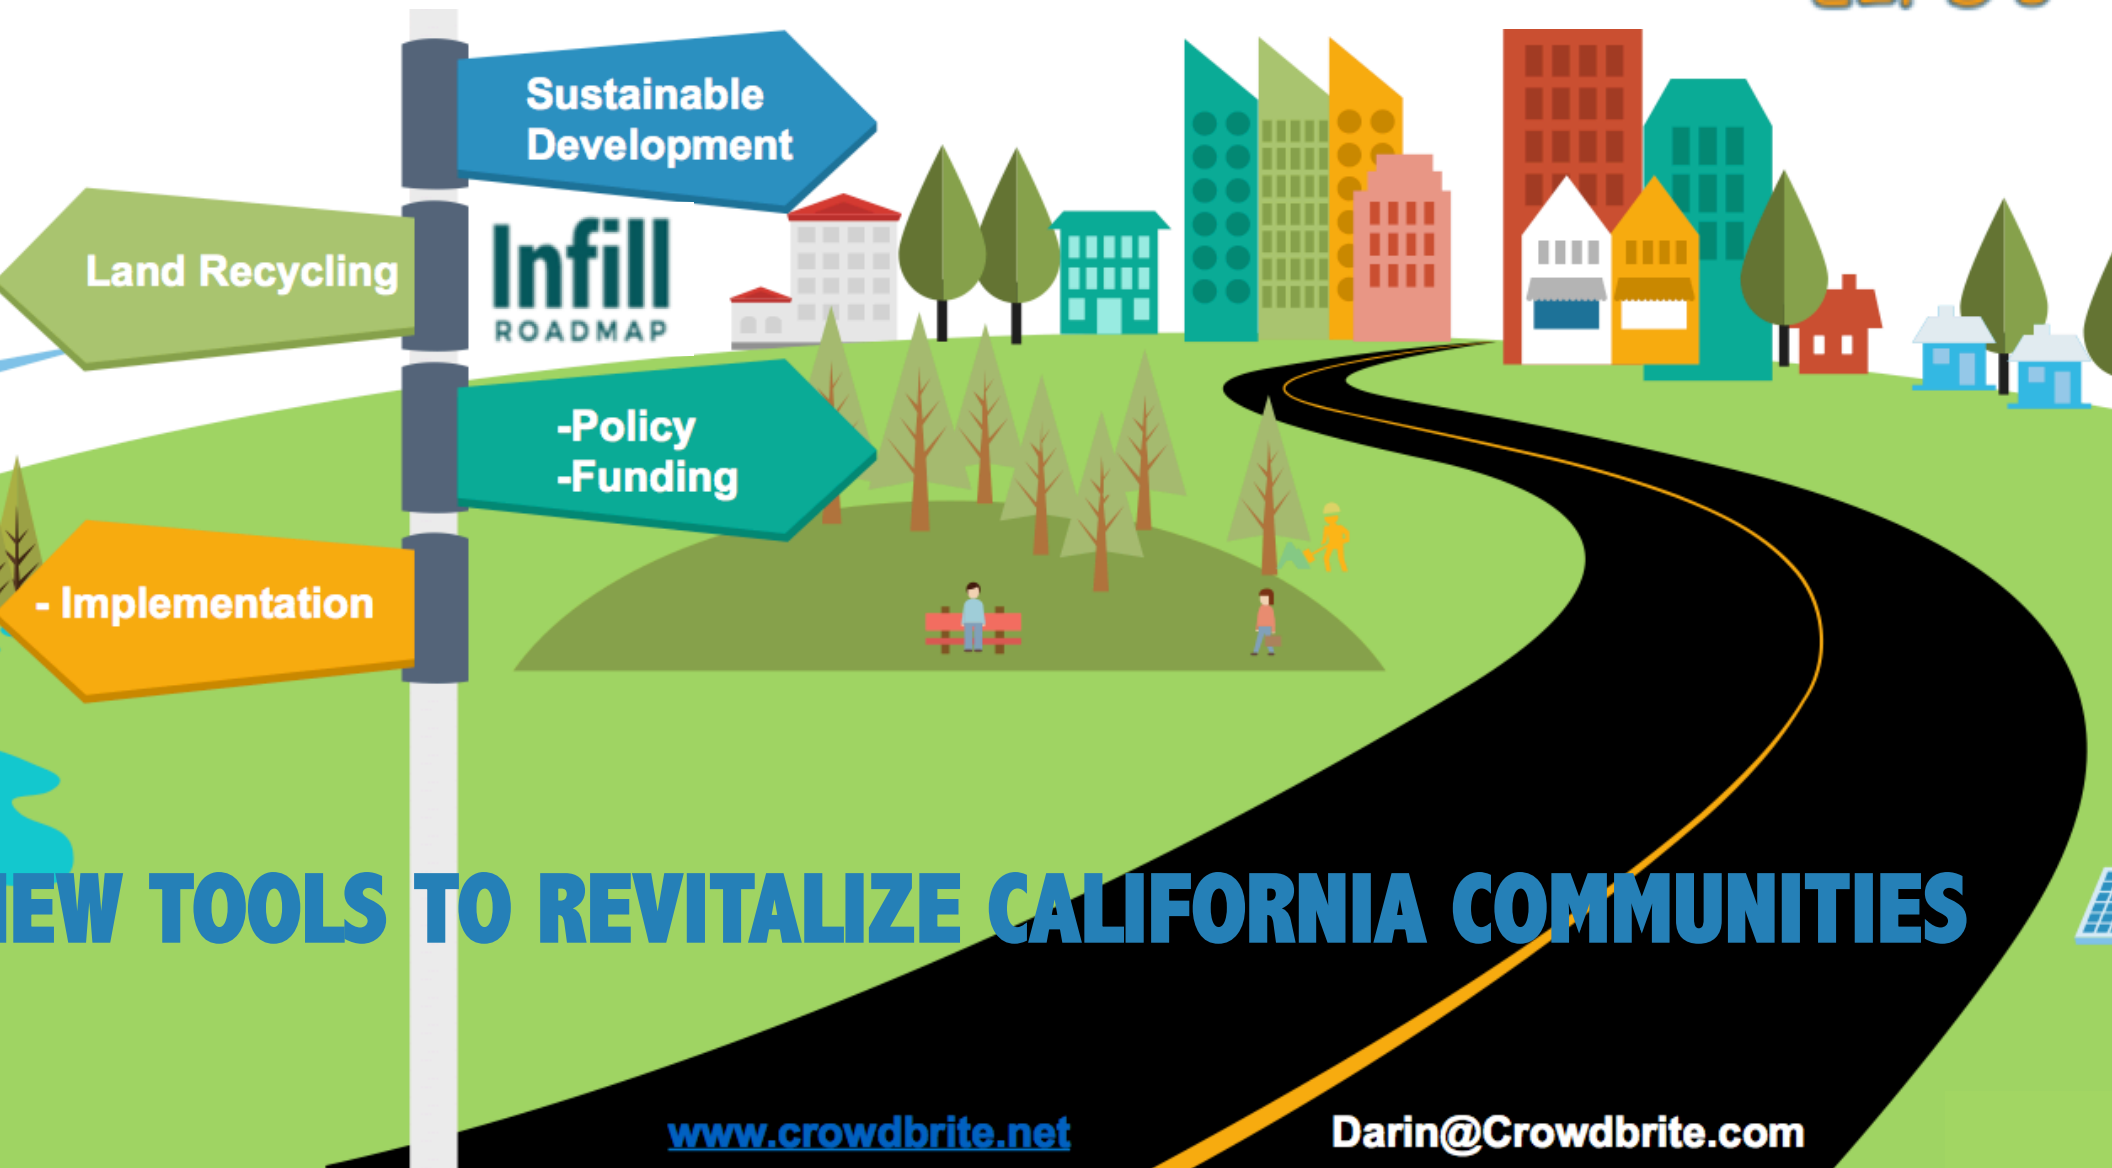 Sustainable
Development
Land Recycling
Infill
ROADMAP
-Policy
-Funding
- Implementation
EW TOOLS TO REVITALIZE CALIFORNIA COMMUNITIES
www.crowdbrite.net
Darin@Crowdbrite.com